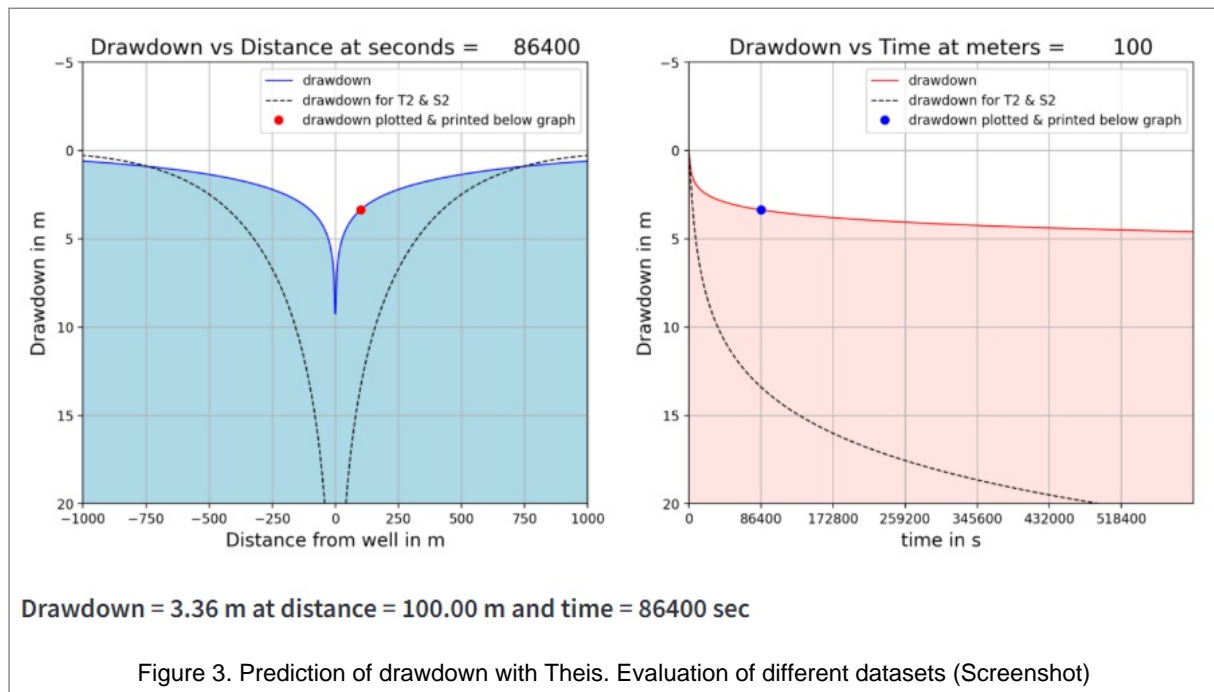 Drawdown vs Distance at seconds = 86400
−5
0
5
10
15
20
Drawdown in m
drawdown
drawdown for T2 & S2
drawdown plotted & printed below graph
−1000 −750 −500 −250 0 250 500 750 1000
Distance from well in m
Drawdown vs Time at meters = 100
−5
0
5
10
15
20
Drawdown in m
drawdown
drawdown for T2 & S2
drawdown plotted & printed below graph
0 86400 172800 259200 345600 432000 518400
time in s
Drawdown = 3.36 m at distance = 100.00 m and time = 86400 sec
Figure 3. Prediction of drawdown with Theis. Evaluation of different datasets (Screenshot)